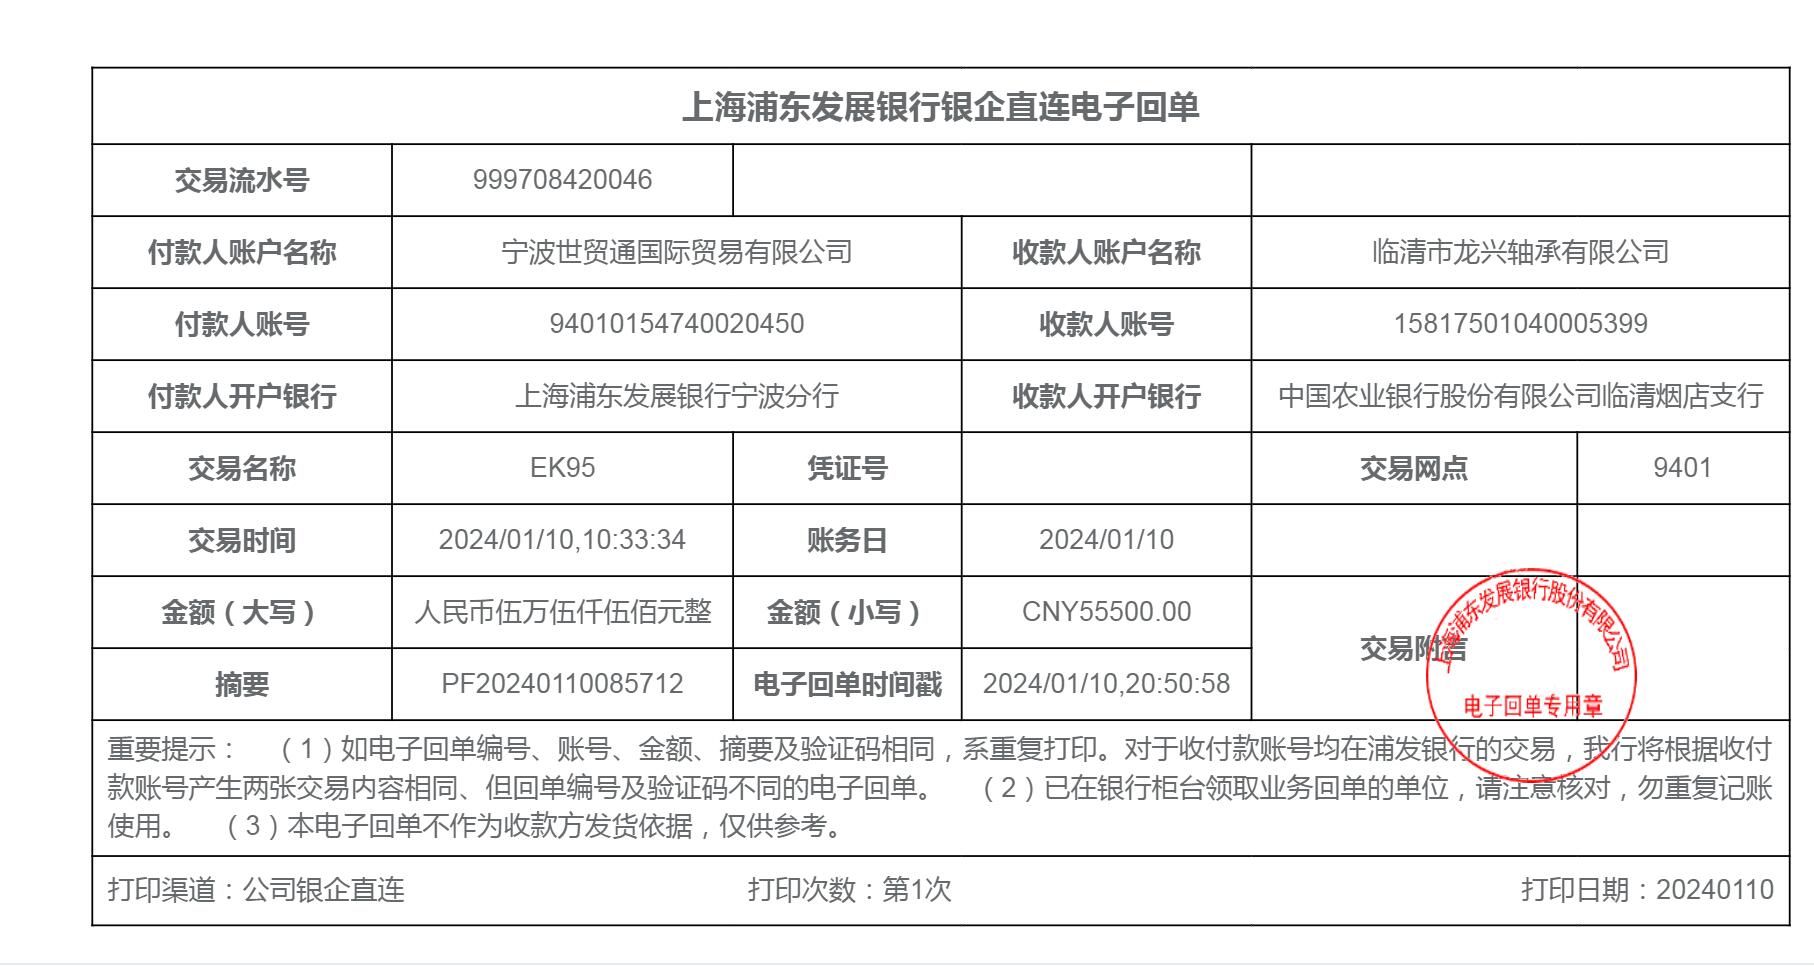 上海浦东发展银行银企直连电子回单
交易流水号 999708420046
付款人账户名称 宁波世贸通国际贸易有限公司 收款人账户名称 临清市龙兴轴承有限公司
付款人账号 94010154740020450 收款人账号 15817501040005399
付款人开户银行 上海浦东发展银行宁波分行 收款人开户银行 中国农业银行股份有限公司临清烟店支行
交易名称 EK95 凭证号 交易网点 9401
交易时间 2024/01/10,10:33:34 账务日 2024/01/10
金额（大写） 人民币伍万伍仟伍佰元整 金额（小写） CNY55500.00
交易附言
摘要 PF20240110085712 电子回单时间戳 2024/01/10,20:50:58
上海浦东发展银行股份有限公司
电子回单专用章
重要提示： （1）如电子回单编号、账号、金额、摘要及验证码相同，系重复打印。对于收付款账号均在浦发银行的交易，我行将根据收付
款账号产生两张交易内容相同、但回单编号及验证码不同的电子回单。 （2）已在银行柜台领取业务回单的单位，请注意核对，勿重复记账
使用。 （3）本电子回单不作为收款方发货依据，仅供参考。
打印渠道：公司银企直连 打印次数：第1次 打印日期：20240110